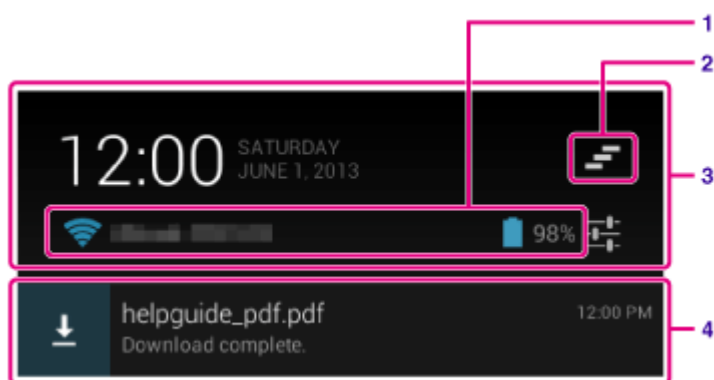 1
2
12:00 SATURDAY
JUNE 1, 2013
3
98%
helpguide_pdf.pdf 12:00 PM
Download complete.
4